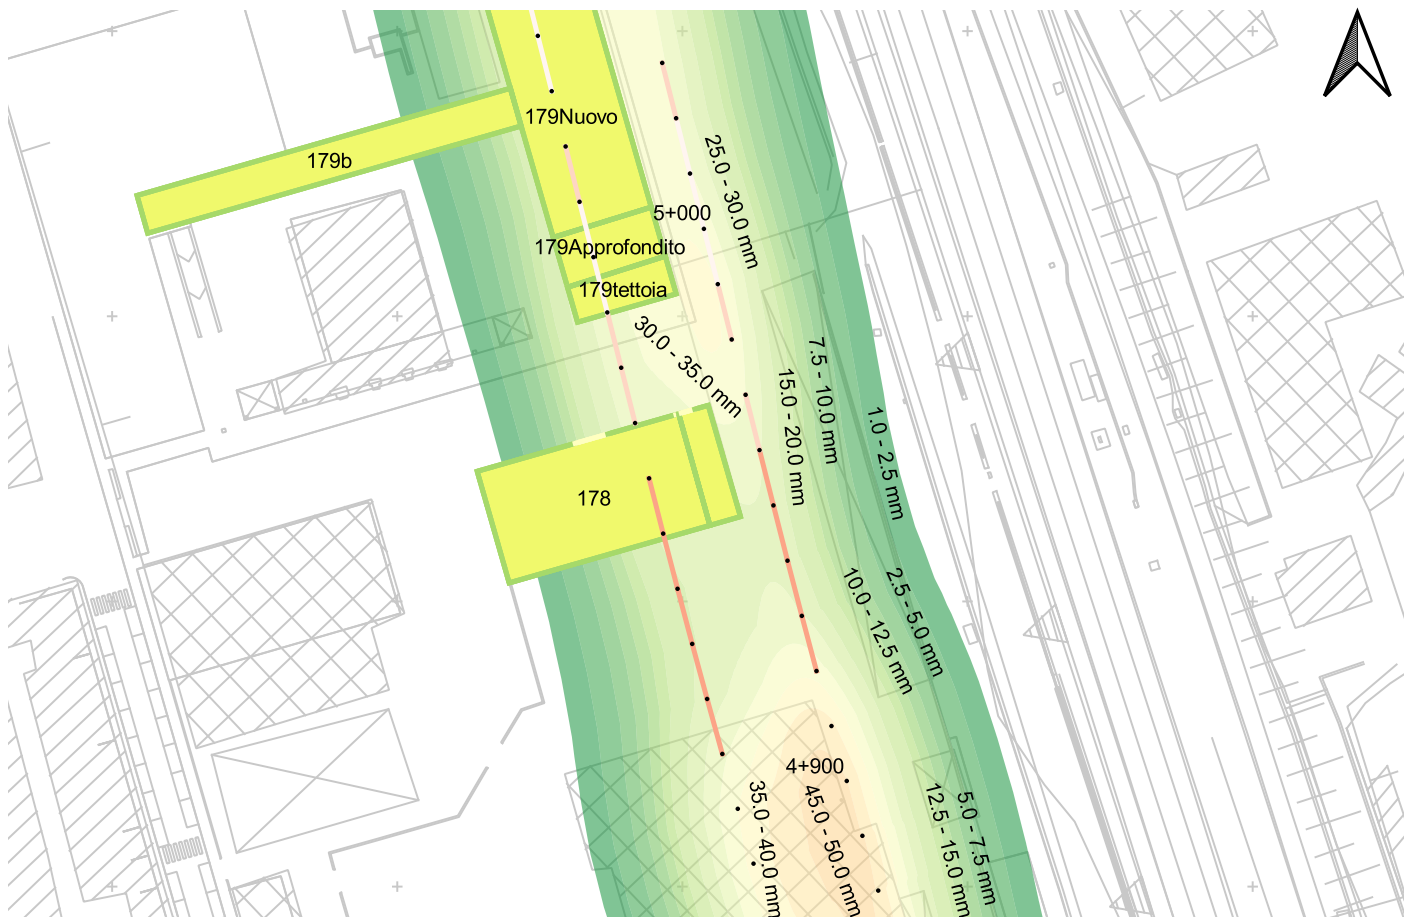 179Nuovo
179b
25.0 - 30.0 mm
5+000
179Approfondito
179tettoia
30.0 - 35.0 mm
7.5 - 10.0 mm
15.0 - 20.0 mm
1.0 - 2.5 mm
178
10.0 - 12.5 mm
2.5 - 5.0 mm
4+900
35.0 - 40.0 mm
45.0 - 50.0 mm
12.5 - 15.0 mm
5.0 - 7.5 mm